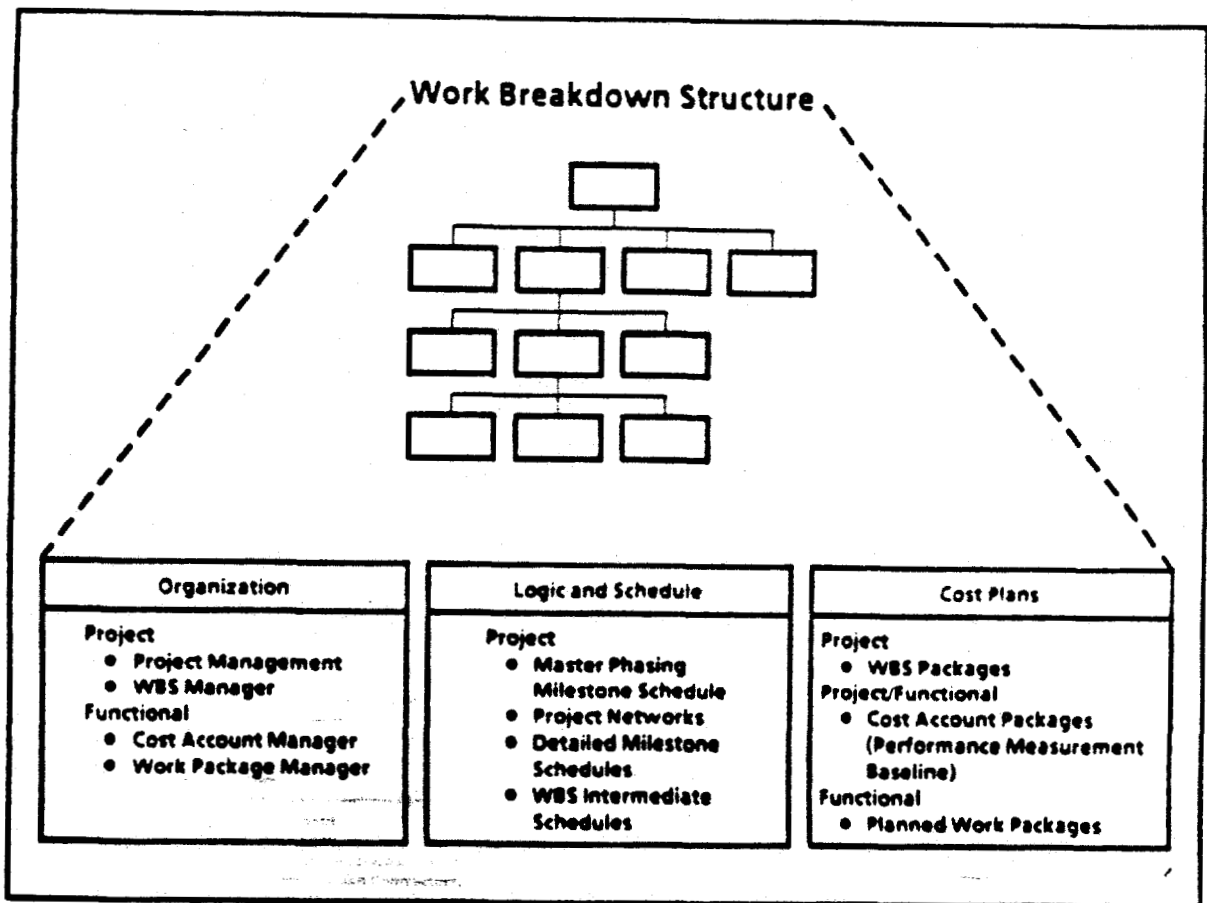 Work Breakdown Structure
Organization
Project
● Project Management
● WBS Manager
Functional
● Cost Account Manager
● Work Package Manager
Logic and Schedule
Project
● Master Phasing
Milestone Schedule
● Project Networks
● Detailed Milestone
Schedules
● WBS Intermediate
Schedules
Cost Plans
Project
● WBS Packages
Project/Functional
● Cost Account Packages
(Performance Measurement
Baseline)
Functional
● Planned Work Packages